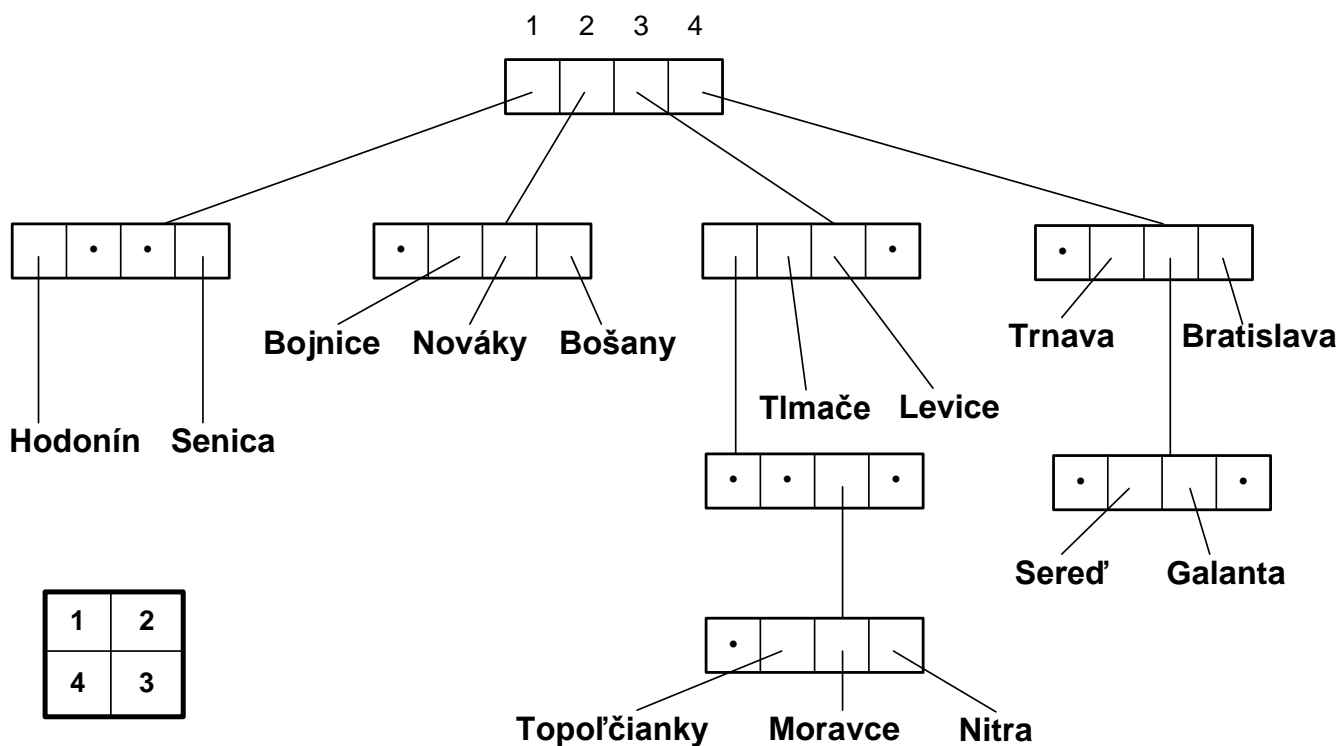 1 2 3 4
Bojnice Nováky Bošany
Trnava Bratislava
Tlmače Levice
Hodonín Senica
Sereď Galanta
1 2
4 3
Topoľčianky Moravce Nitra